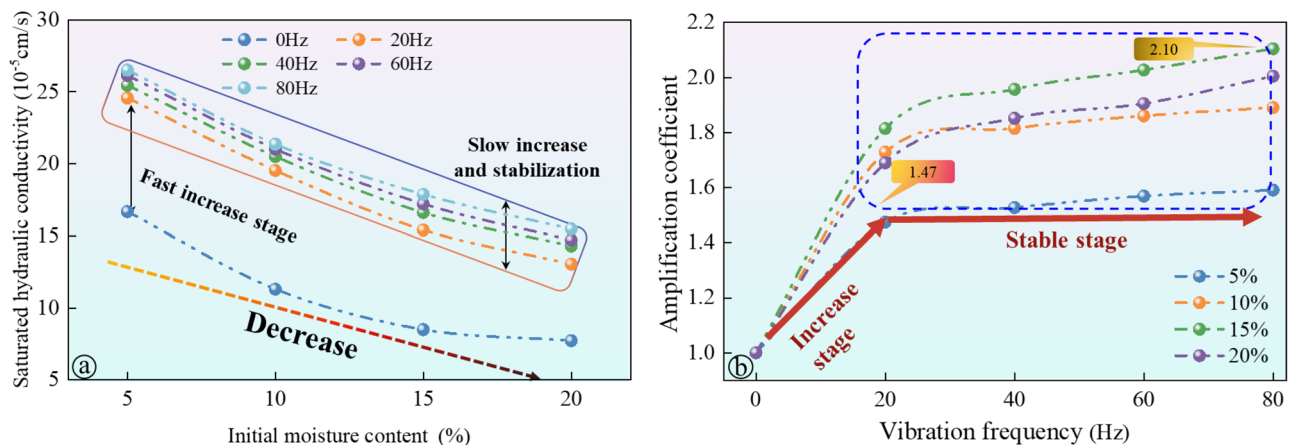 Saturated hydraulic conductivity (10⁻⁵cm/s)
30
25
20
15
10
5
0Hz
20Hz
40Hz
60Hz
80Hz
Slow increase
and stabilization
Fast increase stage
Decrease
a
5
10
15
20
Initial moisture content (%)
Amplification coefficient
2.2
2.0
1.8
1.6
1.4
1.2
1.0
2.10
1.47
Increase
stage
Stable stage
5%
10%
15%
20%
b
0
20
40
60
80
Vibration frequency (Hz)